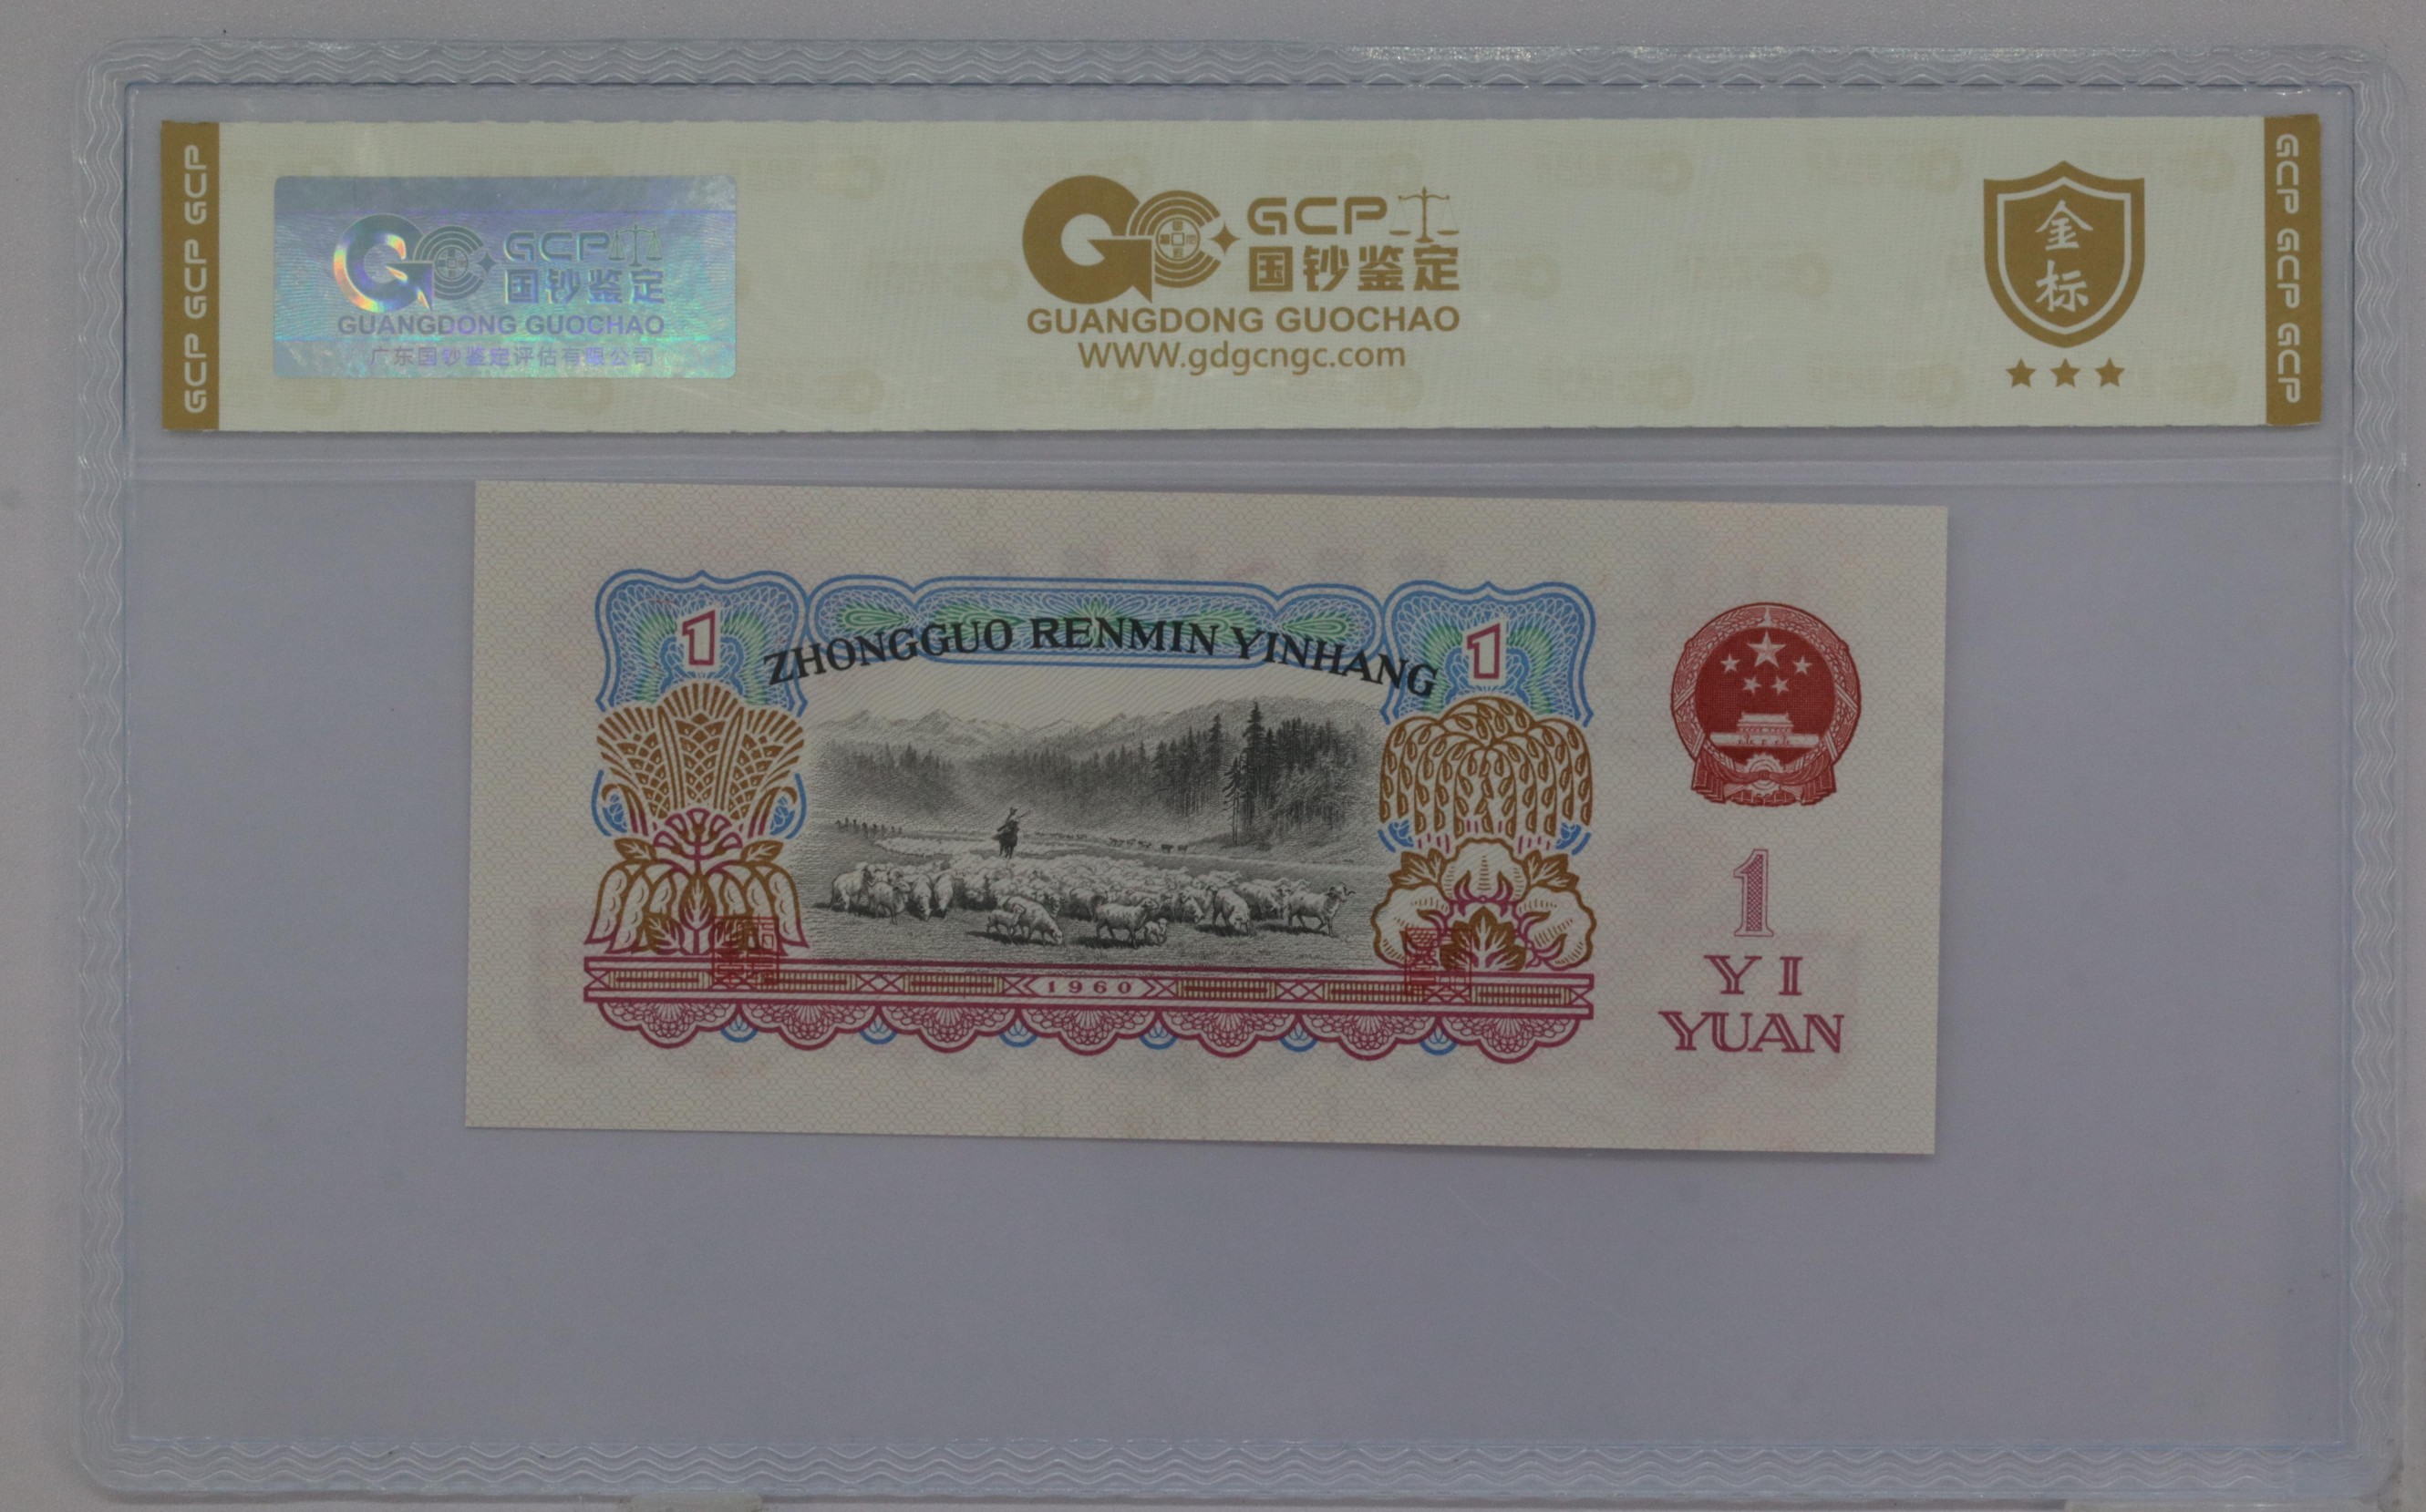 GCP GCP GCP
GCP
国钞鉴定
GUANGDONG GUOCHAO
广东国钞鉴定评估有限公司
GCP
国钞鉴定
GUANGDONG GUOCHAO
WWW.gdgcngc.com
金
标
GCP GCP GCP
1
ZHONGGUO RENMIN YINHANG
1
1960
1
YI
YUAN